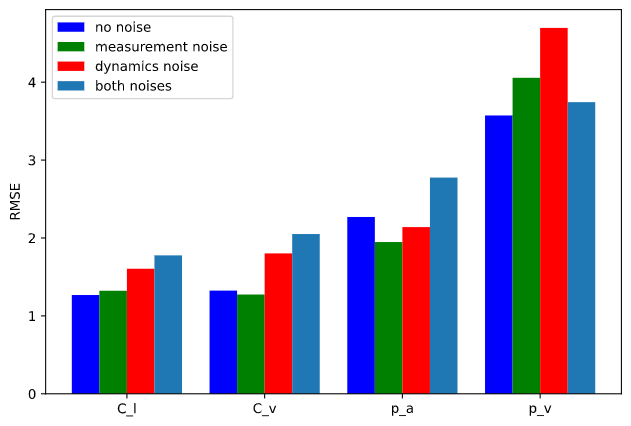 no noise
measurement noise
dynamics noise
both noises
RMSE
4
3
2
1
0
C_l
C_v
p_a
p_v